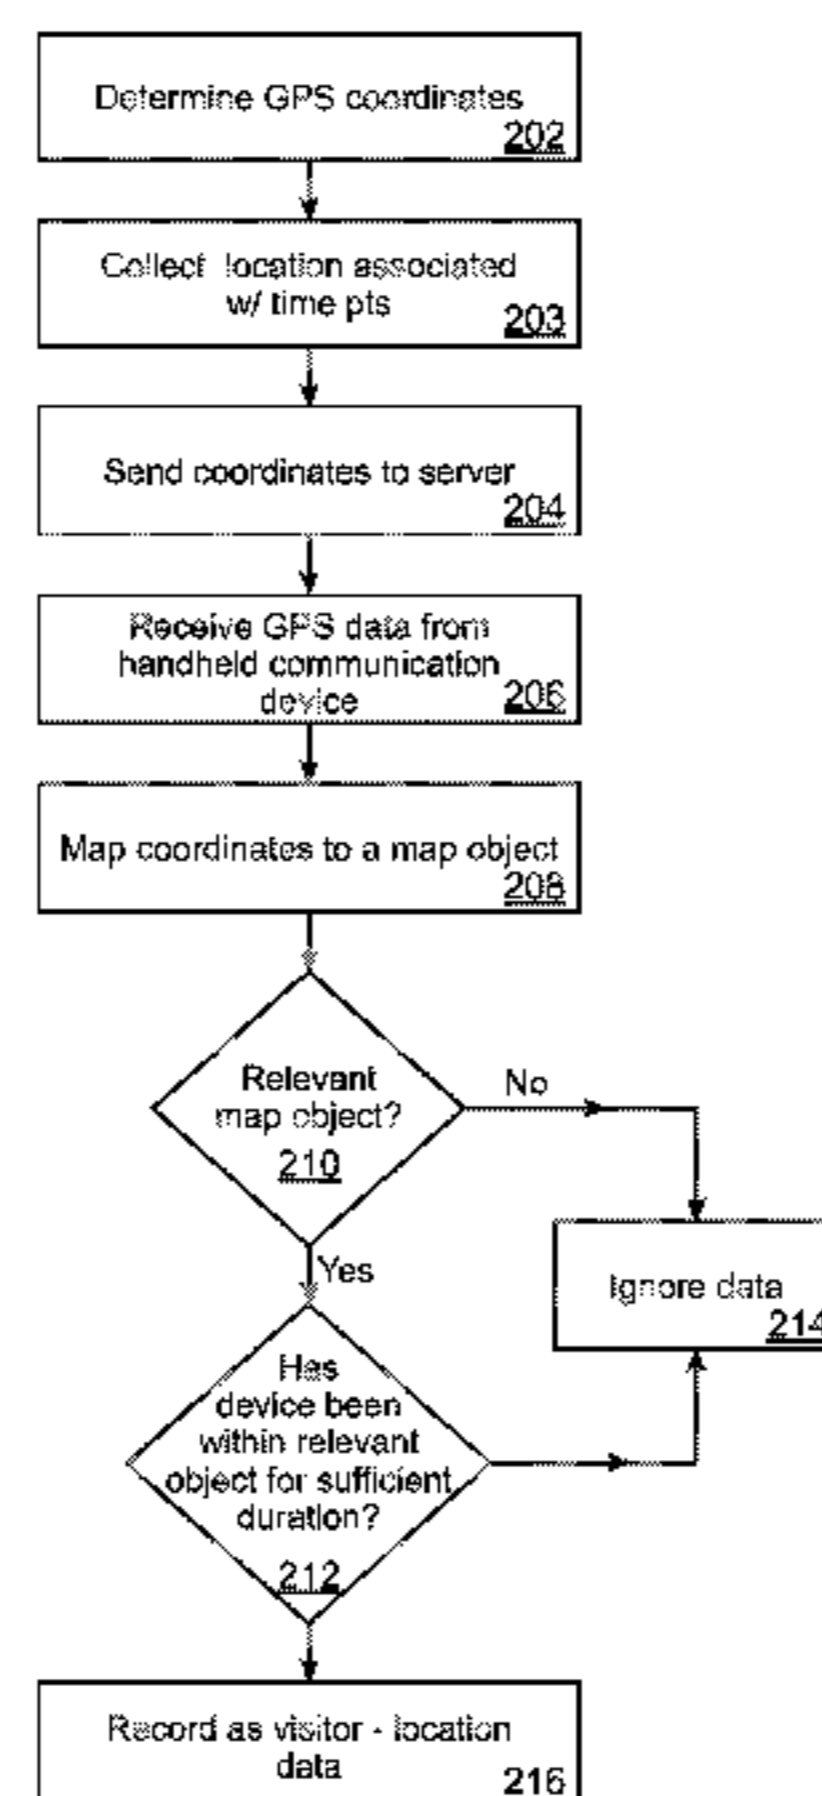 Determine GPS coordinates
202
Collect location associated
w/ time pts
203
Send coordinates to server
204
Receive GPS data from
handheld communication
device
206
Map coordinates to a map object
208
Relevant
map object?
210
No
Yes
Ignore data
214
Has
device been
within relevant
object for sufficient
duration?
212
Record as visitor - location
data
216